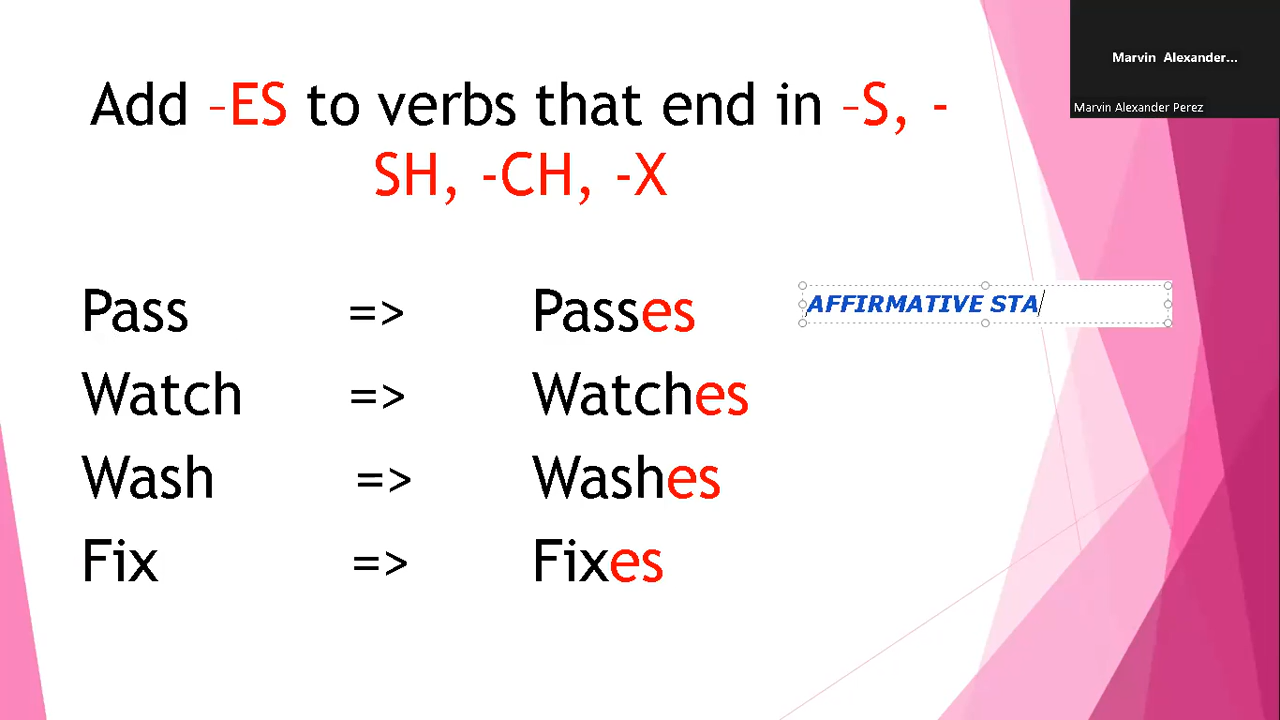 Marvin Alexander...
Marvin Alexander Perez
Add –ES to verbs that end in –S, -
SH, -CH, -X
Pass => Passes
AFFIRMATIVE STA
Watch => Watches
Wash => Washes
Fix => Fixes